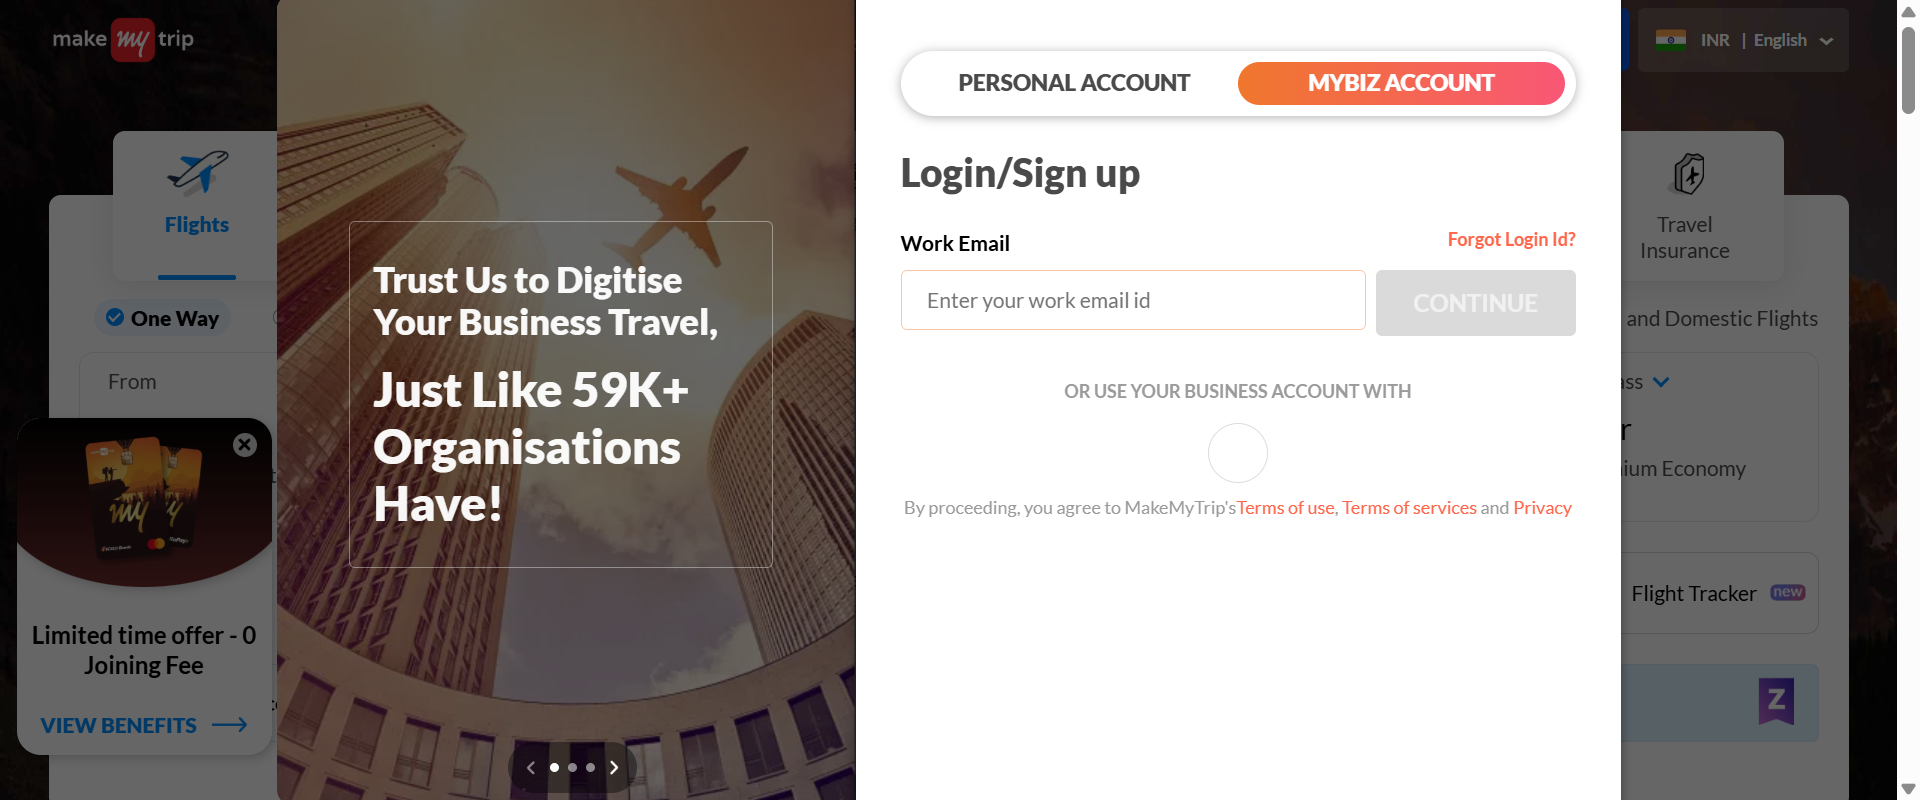 make my trip
INR | English
PERSONAL ACCOUNT
MYBIZ ACCOUNT
Login/Sign up
Work Email
Forgot Login Id?
Enter your work email id
CONTINUE
OR USE YOUR BUSINESS ACCOUNT WITH
By proceeding, you agree to MakeMyTrip'sTerms of use, Terms of services and Privacy
Trust Us to Digitise
Your Business Travel,
Just Like 59K+
Organisations
Have!
Flights
One Way
From
Limited time offer - 0
Joining Fee
VIEW BENEFITS
my
Travel
Insurance
and Domestic Flights
Economy
Flight Tracker new
Z